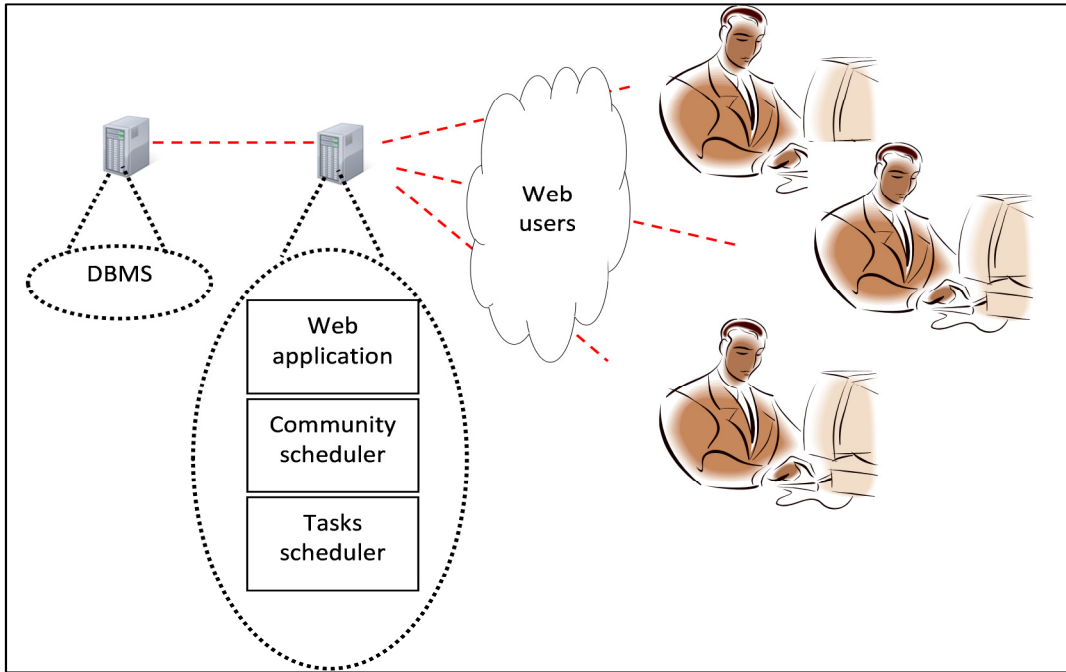 DBMS
Web
users
Web
application
Community
scheduler
Tasks
scheduler